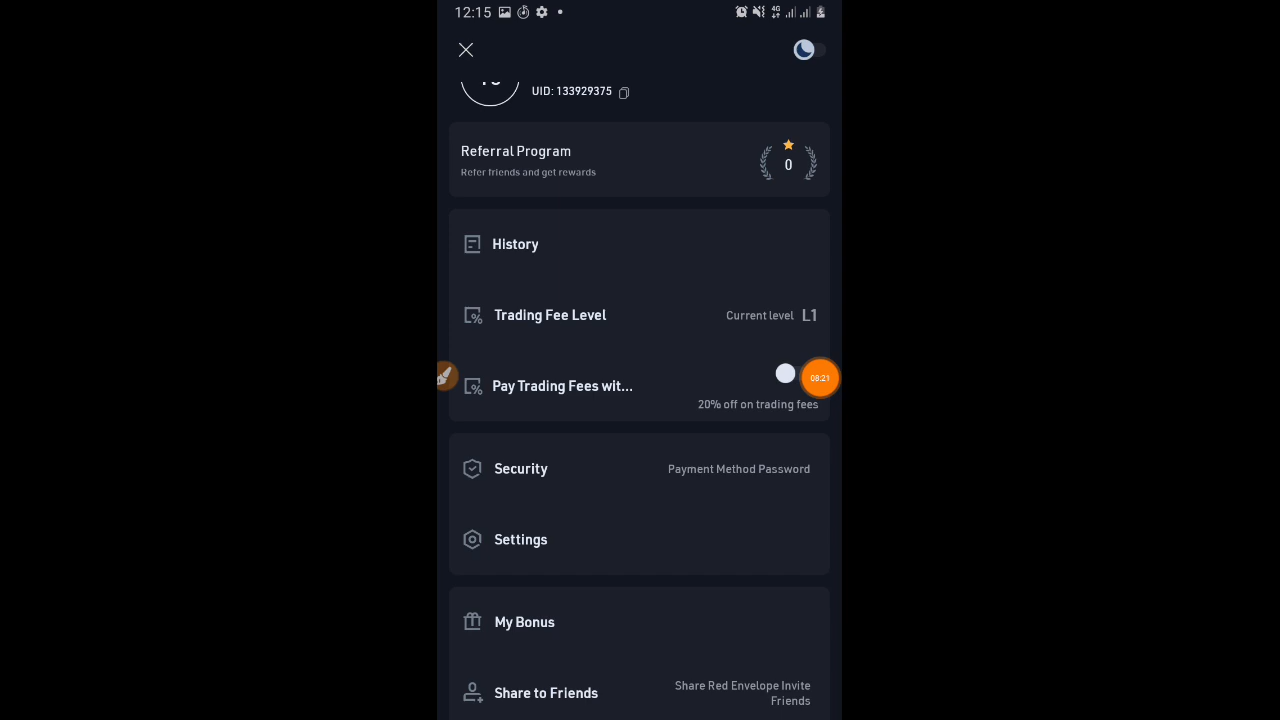 12:15
4G
UID: 133929375
Referral Program
Refer friends and get rewards
0
History
Trading Fee Level
Current level L1
Pay Trading Fees wit...
08:21
20% off on trading fees
Security
Payment Method Password
Settings
My Bonus
Share to Friends
Share Red Envelope Invite
Friends